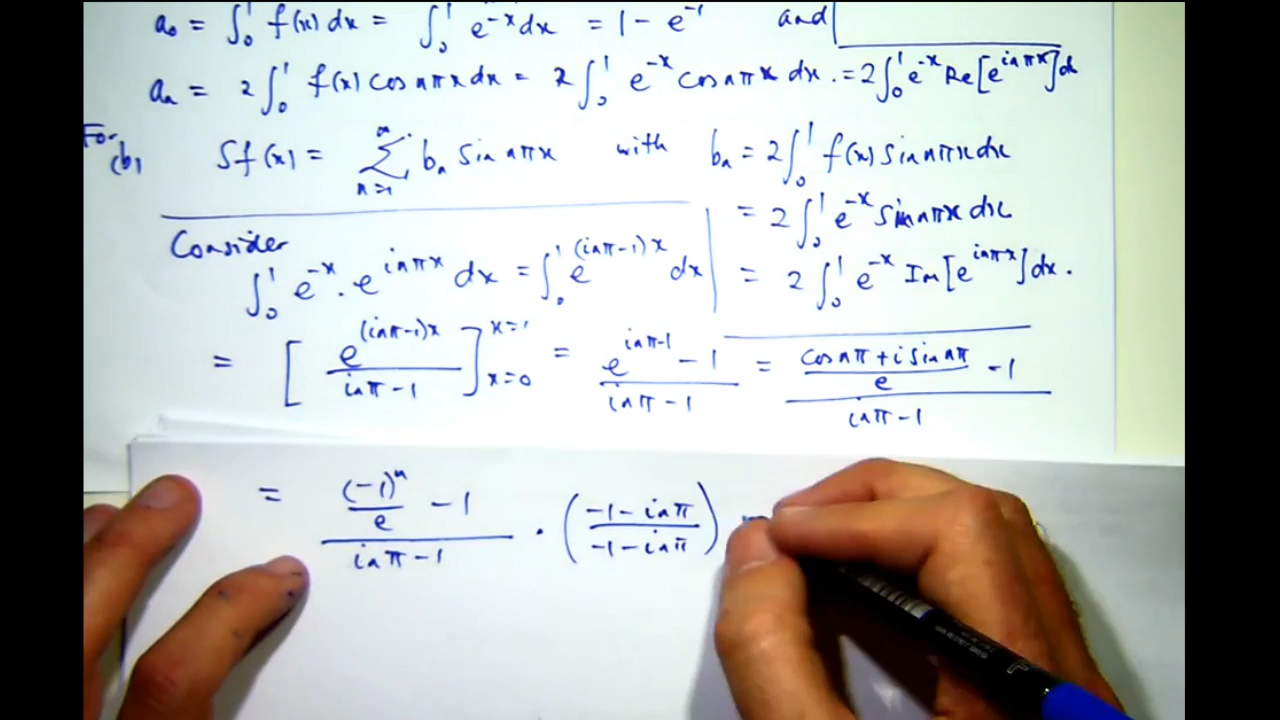 a₀ = ∫₀¹ f(x) dx = ∫₀¹ e^{-x} dx = 1 - e^{-1} and
aₙ = 2∫₀¹ f(x) cos nπx dx = 2∫₀¹ e^{-x} cos nπx dx. = 2∫₀¹ e^{-x} Re[e^{inπx}]d
For (b) Sf(x) = ∑_{n=1}^{∞} bₙ sin nπx with bₙ = 2∫₀¹ f(x) sin nπx dx
= 2∫₀¹ e^{-x} sin nπx dx
= 2∫₀¹ e^{-x} Im[e^{inπx}] dx.
Consider
∫₀¹ e^{-x} · e^{inπx} dx = ∫₀¹ e^{(inπ-1)x} dx
= [ e^{(inπ-1)x} / (inπ-1) ]_{x=0}^{x=1} = (e^{inπ-1} - 1) / (inπ-1) = ((cos nπ + i sin nπ)/e - 1) / (inπ-1)
= ((-1)ⁿ/e - 1) / (inπ-1) · ((-1-inπ) / (-1-inπ))